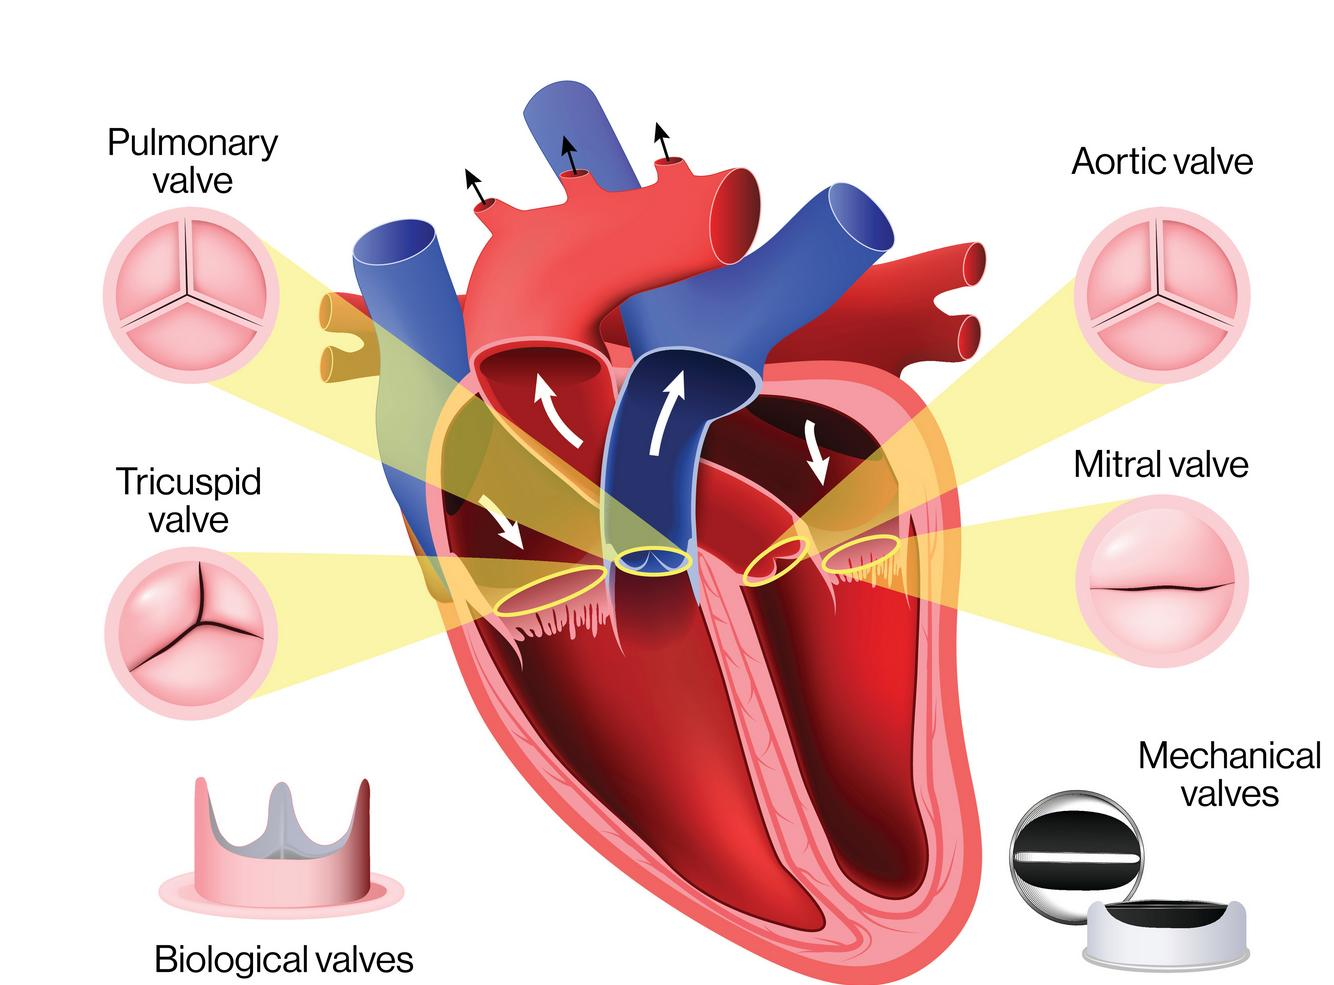 Pulmonary
valve
Aortic valve
Tricuspid
valve
Mitral valve
Mechanical
valves
Biological valves